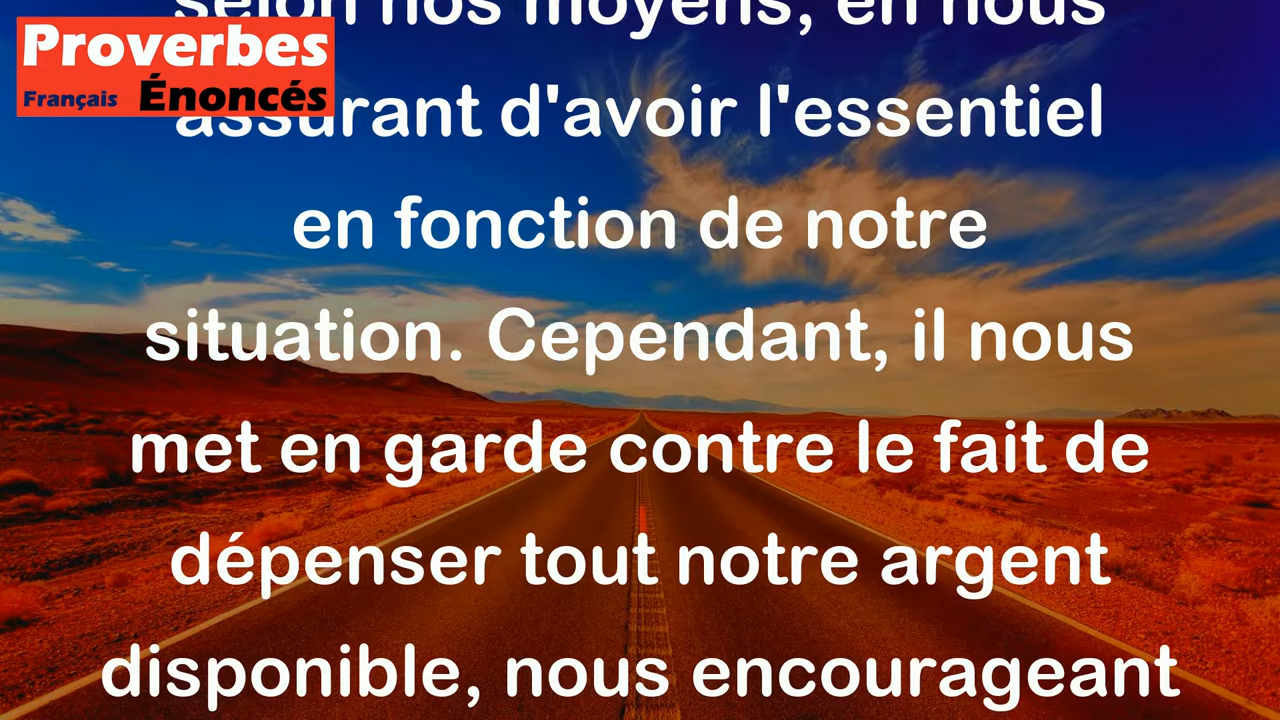 selon nos moyens, en nous
Proverbes
Français Énoncés
assurant d'avoir l'essentiel
en fonction de notre
situation. Cependant, il nous
met en garde contre le fait de
dépenser tout notre argent
disponible, nous encourageant